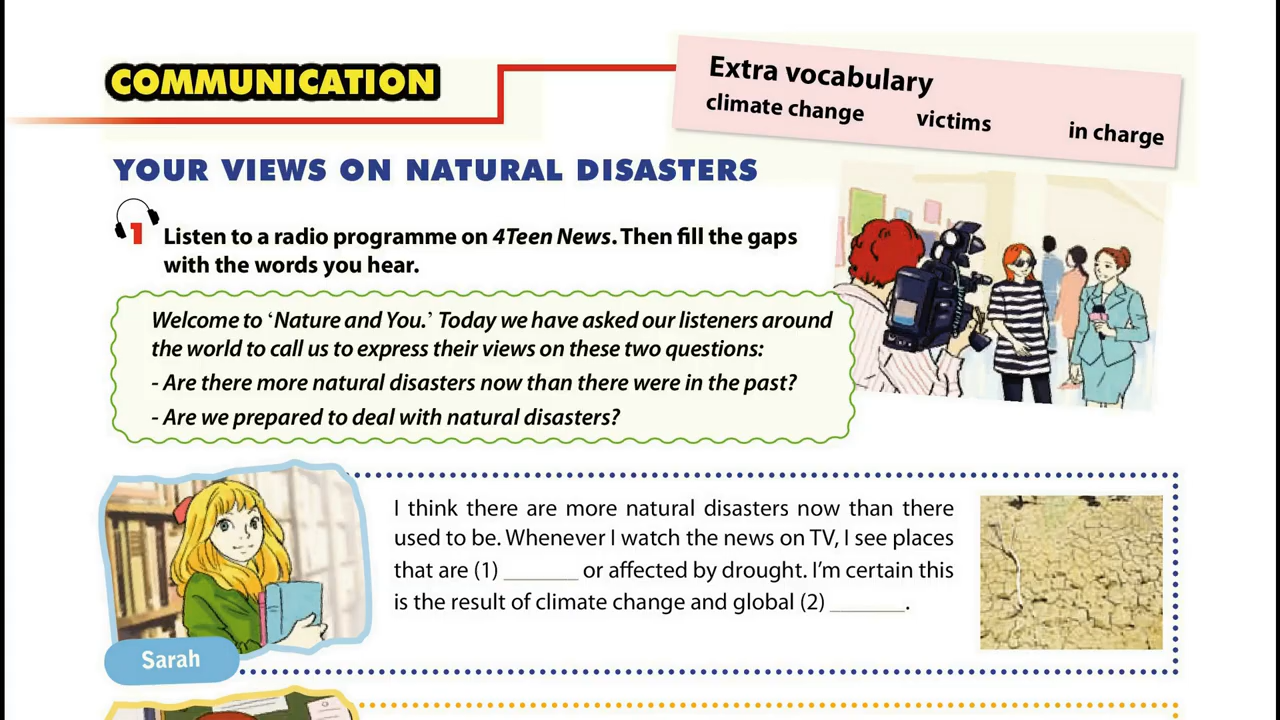 COMMUNICATION
Extra vocabulary
climate change victims in charge
YOUR VIEWS ON NATURAL DISASTERS
1 Listen to a radio programme on 4Teen News. Then fill the gaps
with the words you hear.
Welcome to ‘Nature and You.’ Today we have asked our listeners around
the world to call us to express their views on these two questions:
- Are there more natural disasters now than there were in the past?
- Are we prepared to deal with natural disasters?
I think there are more natural disasters now than there
used to be. Whenever I watch the news on TV, I see places
that are (1) _______ or affected by drought. I’m certain this
is the result of climate change and global (2) _______.
Sarah